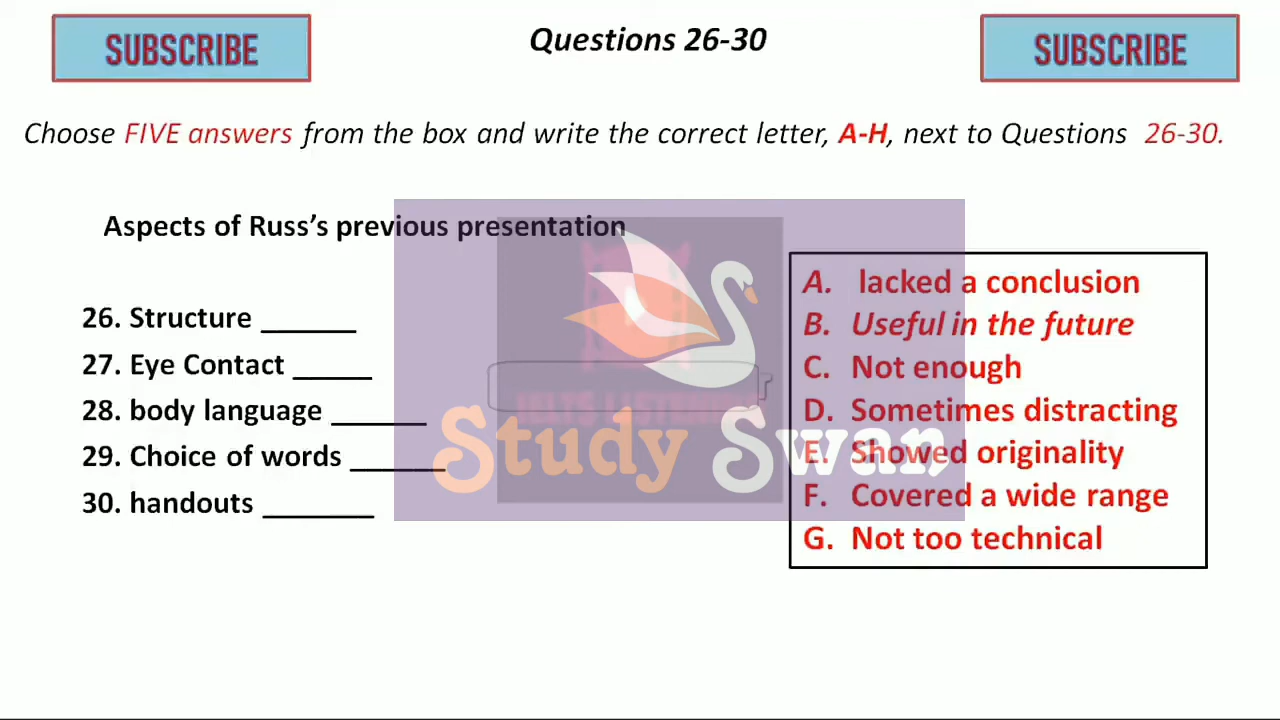 SUBSCRIBE
Questions 26-30
SUBSCRIBE
Choose FIVE answers from the box and write the correct letter, A-H, next to Questions 26-30.
Aspects of Russ's previous presentation
26. Structure ______
27. Eye Contact _____
28. body language ______
29. Choice of words ______
30. handouts _______
A. lacked a conclusion
B. Useful in the future
C. Not enough
D. Sometimes distracting
E. Showed originality
F. Covered a wide range
G. Not too technical
Study Swan